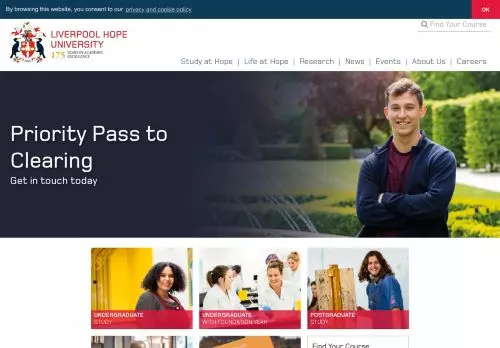 By browsing this website, you consent to our privacy and cookie policy
OK
LIVERPOOL HOPE
UNIVERSITY
175 YEARS OF ACADEMIC
EXCELLENCE
Find Your Course
Study at Hope | Life at Hope | Research | News | Events | About Us | Careers
Priority Pass to
Clearing
Get in touch today
UNDERGRADUATE
STUDY
UNDERGRADUATE
WITH FOUNDATION YEAR
POSTGRADUATE
STUDY
Find Your Course